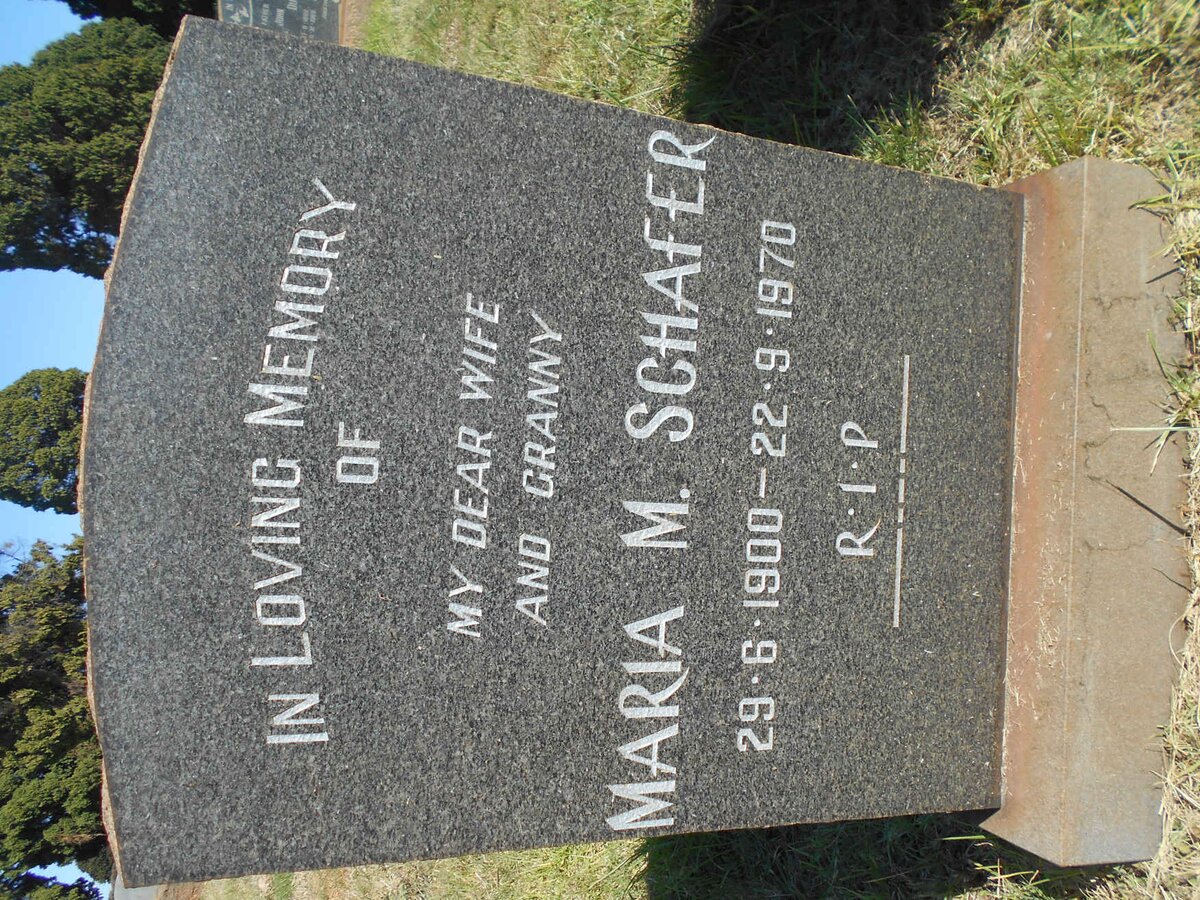 IN LOVING MEMORY
OF
MY DEAR WIFE
AND GRANNY
MARIA M. SCHAFER
29·6·1900–22·9·1970
R·I·P